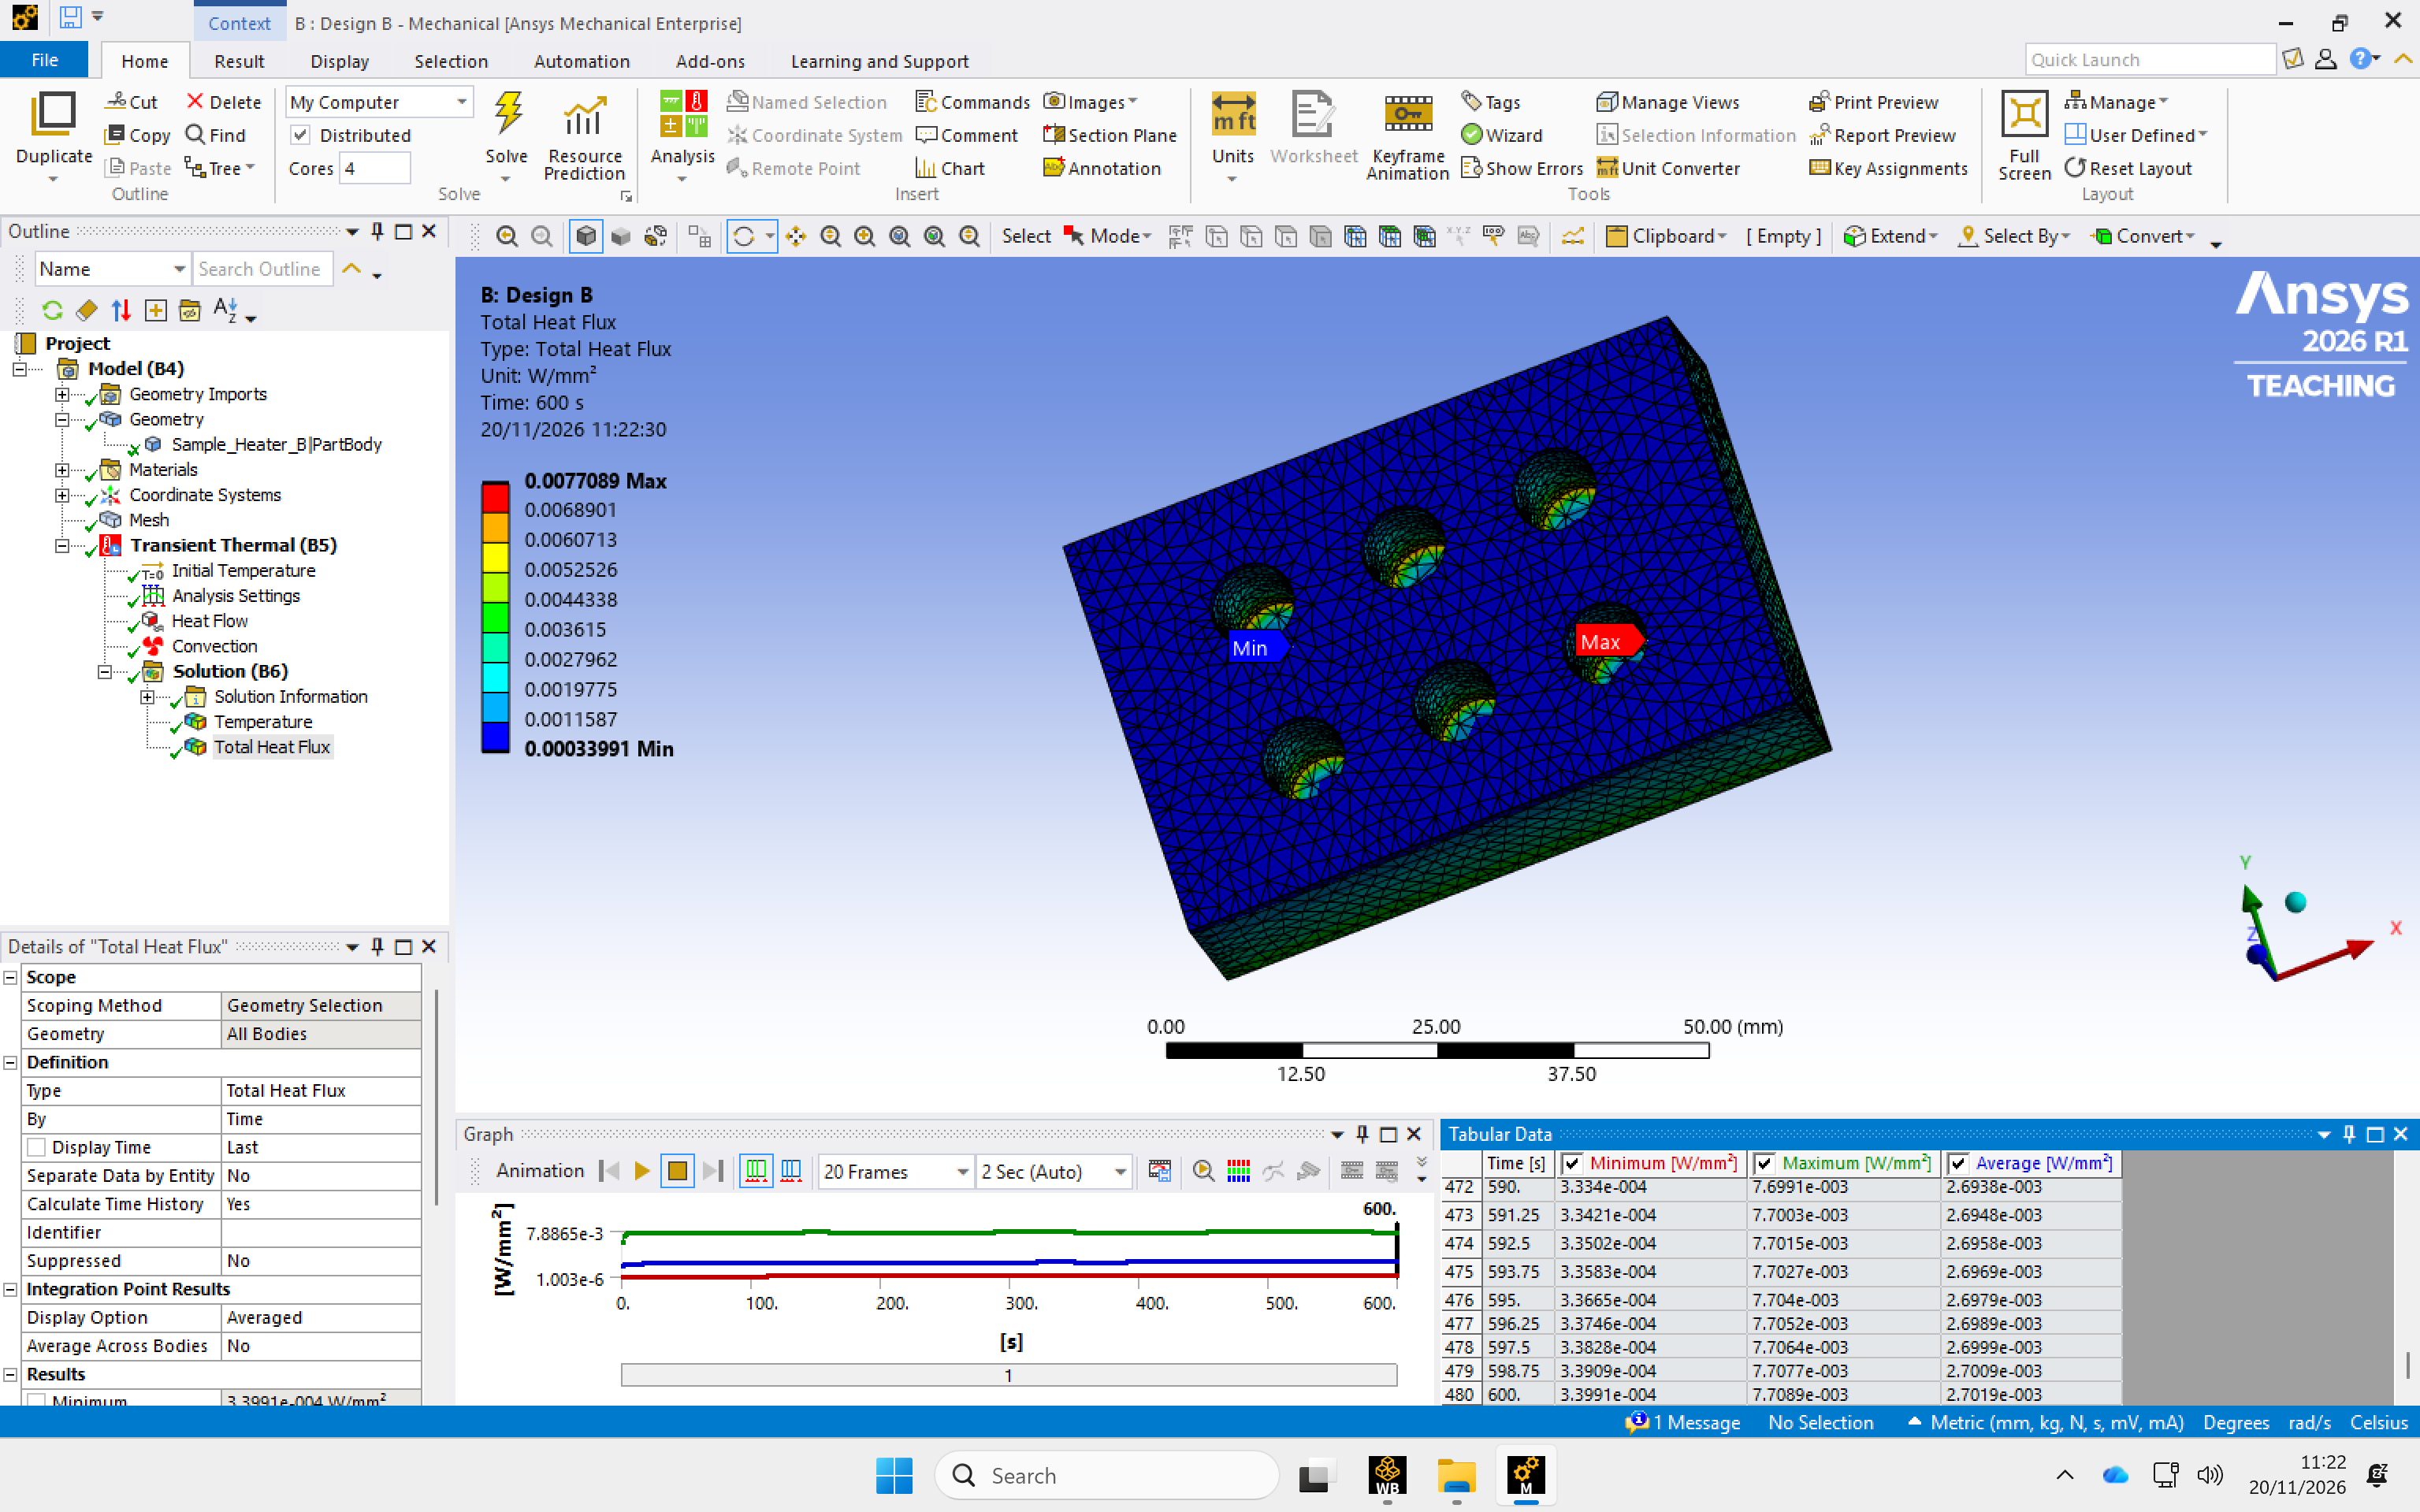 Context B : Design B - Mechanical [Ansys Mechanical Enterprise]
File Home Result Display Selection Automation Add-ons Learning and Support Quick Launch
Duplicate Cut Copy Paste Delete Find Tree Outline
My Computer Distributed Cores 4 Solve Resource Prediction Solve
Analysis Named Selection Coordinate System Remote Point Commands Comment Chart Images Section Plane Annotation Insert
Units Worksheet Keyframe Animation Tags Wizard Show Errors Manage Views Selection Information Unit Converter Print Preview Report Preview Key Assignments Tools
Full Screen Manage User Defined Reset Layout Layout
Outline
Name Search Outline
Project
Model (B4)
Geometry Imports
Geometry
Sample_Heater_B|PartBody
Materials
Coordinate Systems
Mesh
Transient Thermal (B5)
Initial Temperature
Analysis Settings
Heat Flow
Convection
Solution (B6)
Solution Information
Temperature
Total Heat Flux
Select Mode Clipboard [ Empty ] Extend Select By Convert
B: Design B
Total Heat Flux
Type: Total Heat Flux
Unit: W/mm²
Time: 600 s
20/11/2026 11:22:30
0.0077089 Max
0.0068901
0.0060713
0.0052526
0.0044338
0.003615
0.0027962
0.0019775
0.0011587
0.00033991 Min
Min
Max
Ansys
2026 R1
TEACHING
Y
X
Z
0.00 25.00 50.00 (mm)
12.50 37.50
Details of "Total Heat Flux"
Scope
Scoping Method Geometry Selection
Geometry All Bodies
Definition
Type Total Heat Flux
By Time
Display Time Last
Separate Data by Entity No
Calculate Time History Yes
Identifier
Suppressed No
Integration Point Results
Display Option Averaged
Average Across Bodies No
Results
Minimum 3.3991e-004 W/mm²
Graph
Animation 20 Frames 2 Sec (Auto)
[W/mm²]
600.
7.8865e-3
1.003e-6
0. 100. 200. 300. 400. 500. 600.
[s]
1
Tabular Data
Time [s] Minimum [W/mm²] Maximum [W/mm²] Average [W/mm²]
472 590. 3.334e-004 7.6991e-003 2.6938e-003
473 591.25 3.3421e-004 7.7003e-003 2.6948e-003
474 592.5 3.3502e-004 7.7015e-003 2.6958e-003
475 593.75 3.3583e-004 7.7027e-003 2.6969e-003
476 595. 3.3665e-004 7.704e-003 2.6979e-003
477 596.25 3.3746e-004 7.7052e-003 2.6989e-003
478 597.5 3.3828e-004 7.7064e-003 2.6999e-003
479 598.75 3.3909e-004 7.7077e-003 2.7009e-003
480 600. 3.3991e-004 7.7089e-003 2.7019e-003
1 Message No Selection Metric (mm, kg, N, s, mV, mA) Degrees rad/s Celsius
Search WB M
11:22
20/11/2026